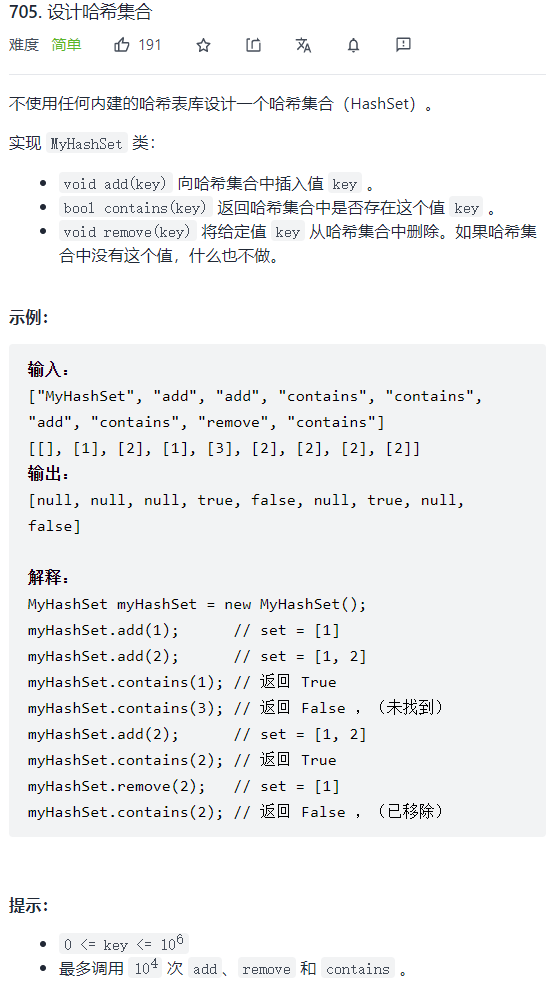 705. 设计哈希集合
难度 简单 191
不使用任何内建的哈希表库设计一个哈希集合（HashSet）。
实现 MyHashSet 类：
• void add(key) 向哈希集合中插入值 key 。
• bool contains(key) 返回哈希集合中是否存在这个值 key 。
• void remove(key) 将给定值 key 从哈希集合中删除。如果哈希集
合中没有这个值，什么也不做。
示例：
输入：
["MyHashSet", "add", "add", "contains", "contains",
"add", "contains", "remove", "contains"]
[[], [1], [2], [1], [3], [2], [2], [2], [2]]
输出：
[null, null, null, true, false, null, true, null,
false]
解释：
MyHashSet myHashSet = new MyHashSet();
myHashSet.add(1);      // set = [1]
myHashSet.add(2);      // set = [1, 2]
myHashSet.contains(1); // 返回 True
myHashSet.contains(3); // 返回 False ，（未找到）
myHashSet.add(2);      // set = [1, 2]
myHashSet.contains(2); // 返回 True
myHashSet.remove(2);   // set = [1]
myHashSet.contains(2); // 返回 False ，（已移除）
提示：
• 0 <= key <= 10⁶
• 最多调用 10⁴ 次 add、remove 和 contains 。